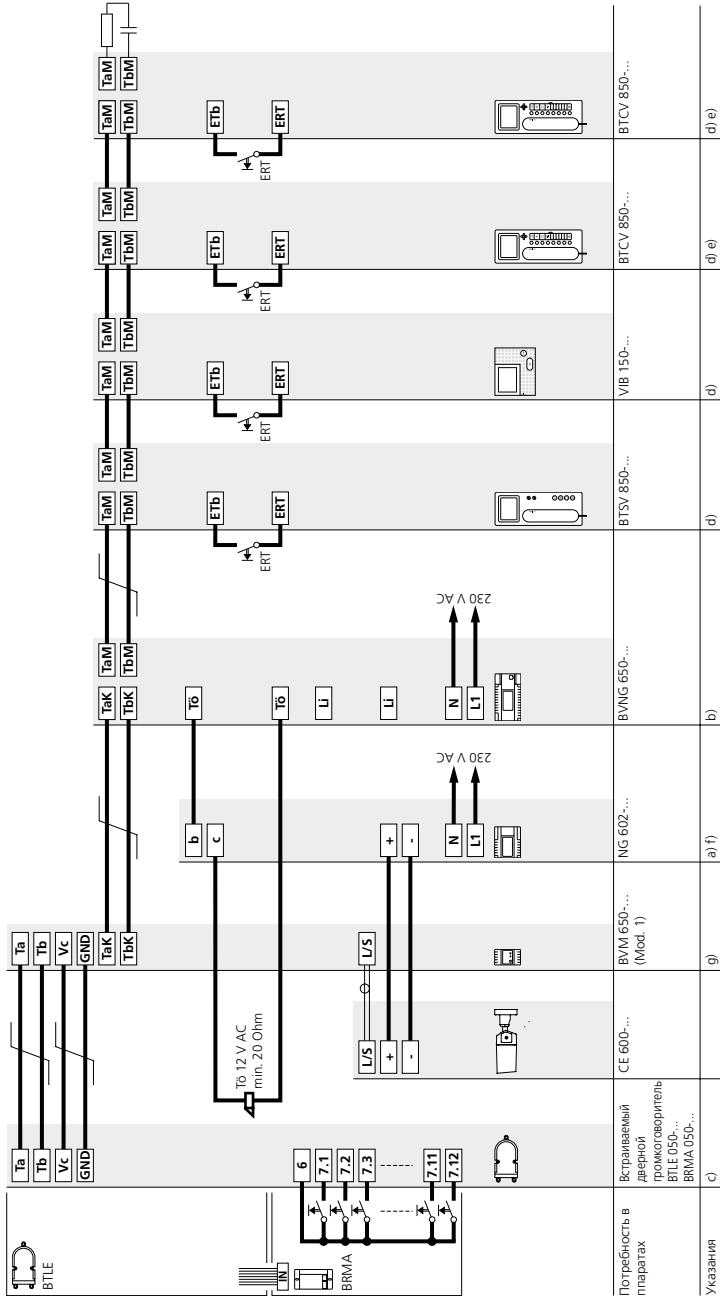 TaM TaM
TbM TbM
ETb
ERT
ERT
BTCV 850-...
d) e)
TaM TaM
TbM TbM
ETb
ERT
ERT
BTCV 850-...
d) e)
TaM TaM
TbM TbM
ETb
ERT
ERT
VIB 150-...
d)
TaM TaM
TbM TbM
ETb
ERT
ERT
BTSV 850-...
d)
TaK TaM
TbK TbM
Tö
Tö
Li
Li
N
L1
230 V AC
BVNG 650-...
b)
b
c
+
-
N
L1
230 V AC
NG 602-...
a) f)
Ta
Tb
Vc
GND
TaK
TbK
L/S
BVM 650-...
(Mod. 1)
g)
Tö 12 V AC
min. 20 Ohm
L/S
+
-
CE 600-...
Ta
Tb
Vc
GND
6
7.1
7.2
7.3
7.11
7.12
Встраиваемый
дверной
громкоговоритель
BTLE 050-...
BRMA 050-...
c)
BTLE
IN
BRMA
Потребность в
ппаратах
Указания